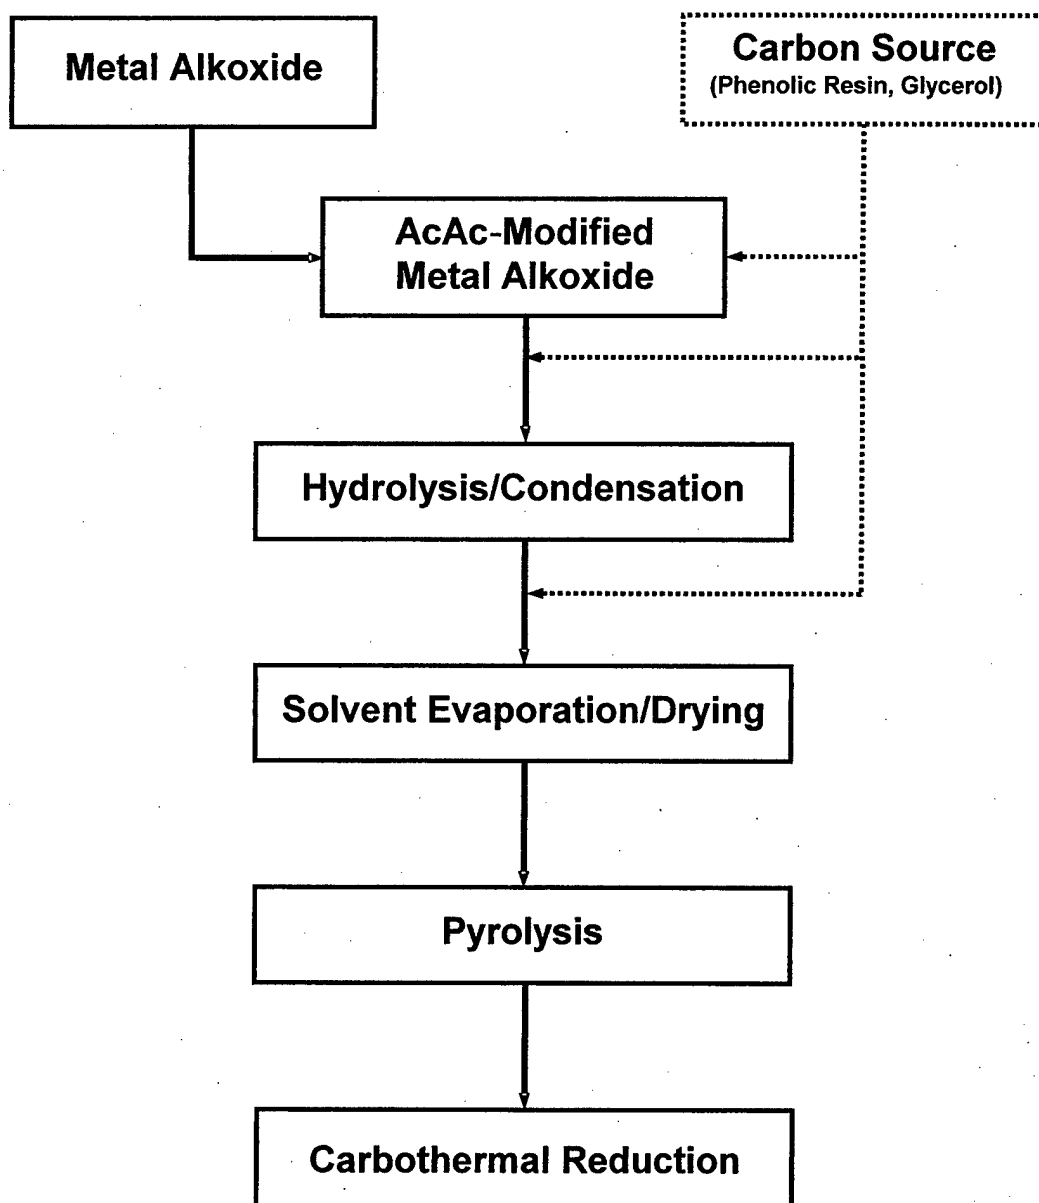 Metal Alkoxide
Carbon Source
(Phenolic Resin, Glycerol)
AcAc-Modified
Metal Alkoxide
Hydrolysis/Condensation
Solvent Evaporation/Drying
Pyrolysis
Carbothermal Reduction